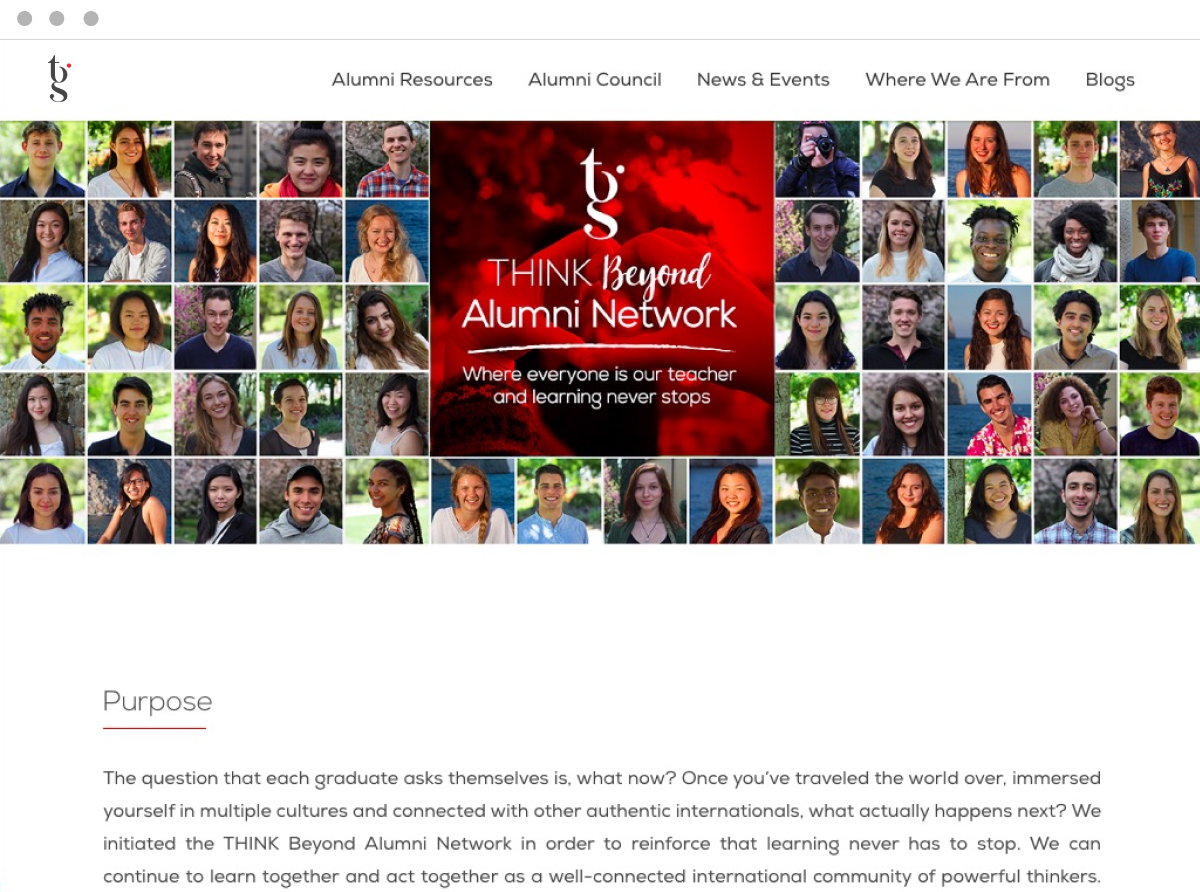 tbs
Alumni Resources Alumni Council News & Events Where We Are From Blogs
tbs
THINK Beyond
Alumni Network
Where everyone is our teacher
and learning never stops
Purpose
The question that each graduate asks themselves is, what now? Once you’ve traveled the world over, immersed
yourself in multiple cultures and connected with other authentic internationals, what actually happens next? We
initiated the THINK Beyond Alumni Network in order to reinforce that learning never has to stop. We can
continue to learn together and act together as a well-connected international community of powerful thinkers.